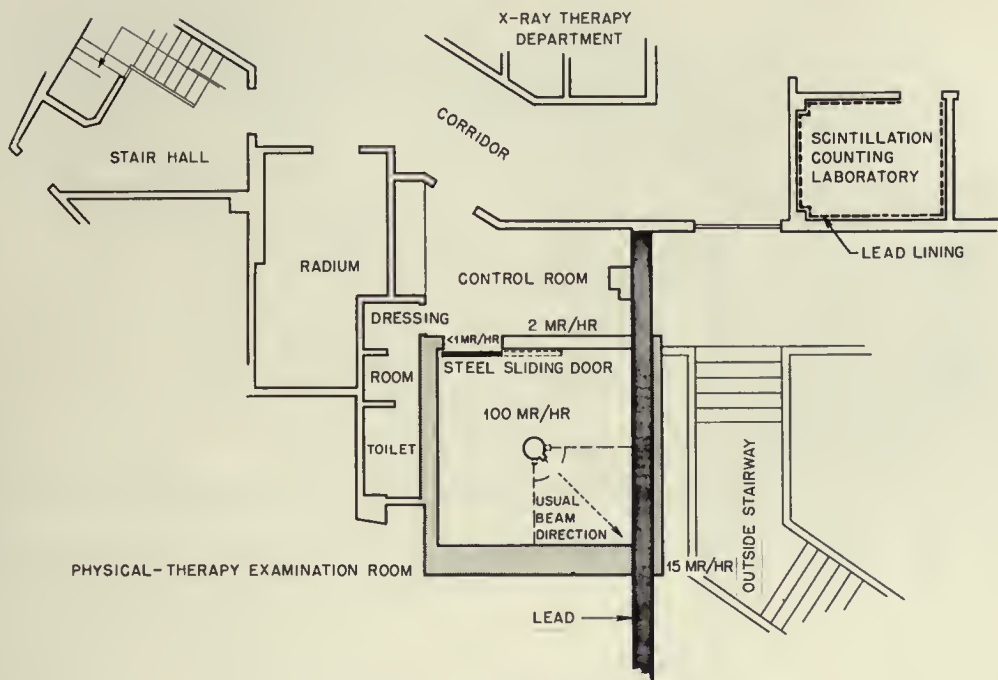 X-RAY THERAPY
DEPARTMENT
CORRIDOR
STAIR HALL
SCINTILLATION
COUNTING
LABORATORY
LEAD LINING
RADIUM
CONTROL ROOM
DRESSING
ROOM
TOILET
<1 MR/HR
2 MR/HR
STEEL SLIDING DOOR
100 MR/HR
USUAL
BEAM
DIRECTION
OUTSIDE STAIRWAY
15 MR/HR
PHYSICAL-THERAPY EXAMINATION ROOM
LEAD